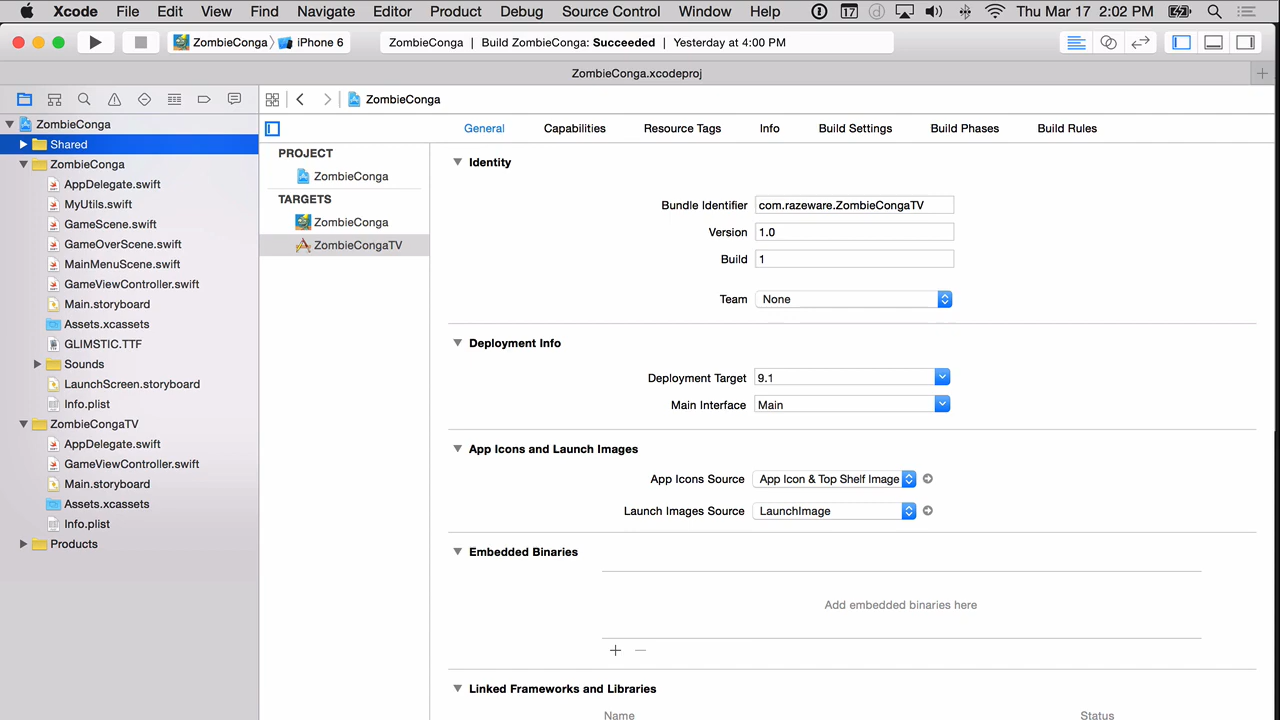 Xcode File Edit View Find Navigate Editor Product Debug Source Control Window Help 17 Thu Mar 17 2:02 PM
ZombieConga iPhone 6 ZombieConga | Build ZombieConga: Succeeded | Yesterday at 4:00 PM
ZombieConga.xcodeproj
ZombieConga
ZombieConga
Shared
ZombieConga
AppDelegate.swift
MyUtils.swift
GameScene.swift
GameOverScene.swift
MainMenuScene.swift
GameViewController.swift
Main.storyboard
Assets.xcassets
GLIMSTIC.TTF
Sounds
LaunchScreen.storyboard
Info.plist
ZombieCongaTV
AppDelegate.swift
GameViewController.swift
Main.storyboard
Assets.xcassets
Info.plist
Products
General Capabilities Resource Tags Info Build Settings Build Phases Build Rules
PROJECT
ZombieConga
TARGETS
ZombieConga
ZombieCongaTV
Identity
Bundle Identifier com.razeware.ZombieCongaTV
Version 1.0
Build 1
Team None
Deployment Info
Deployment Target 9.1
Main Interface Main
App Icons and Launch Images
App Icons Source App Icon & Top Shelf Image
Launch Images Source LaunchImage
Embedded Binaries
Add embedded binaries here
Linked Frameworks and Libraries
Name Status